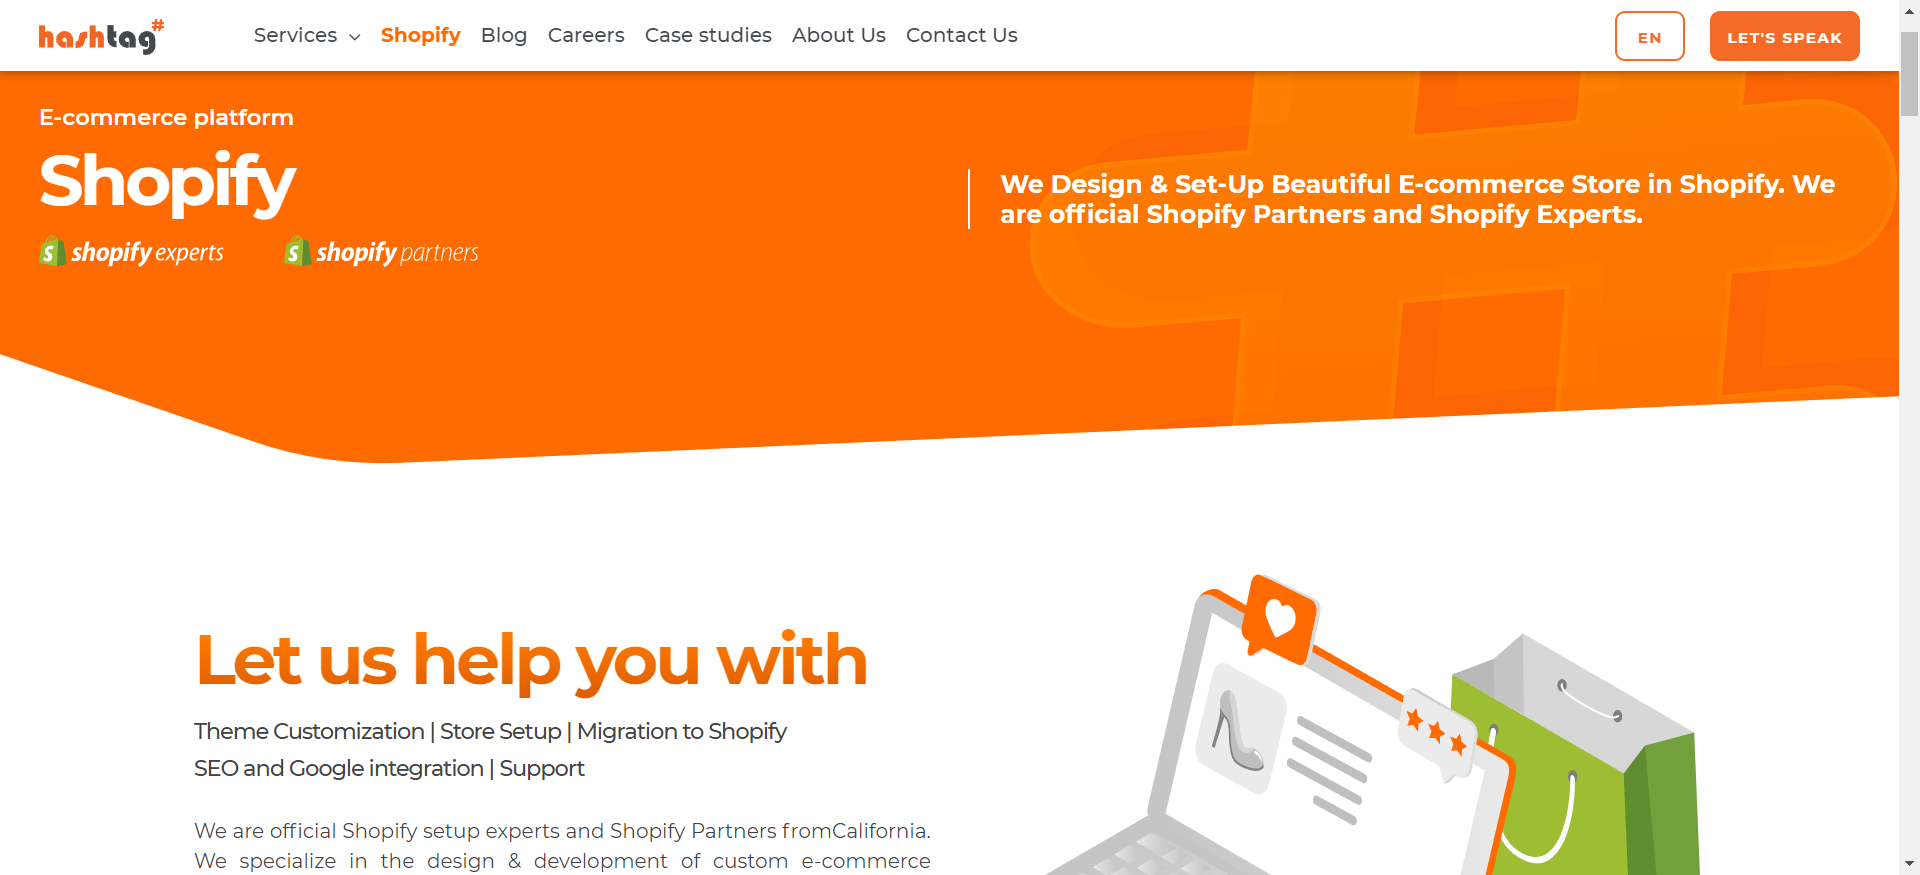 hashtag#
Services Shopify Blog Careers Case studies About Us Contact Us
EN
LET'S SPEAK
E-commerce platform
Shopify
S shopify experts S shopify partners
We Design & Set-Up Beautiful E-commerce Store in Shopify. We
are official Shopify Partners and Shopify Experts.
Let us help you with
Theme Customization | Store Setup | Migration to Shopify
SEO and Google integration | Support
We are official Shopify setup experts and Shopify Partners fromCalifornia.
We specialize in the design & development of custom e-commerce